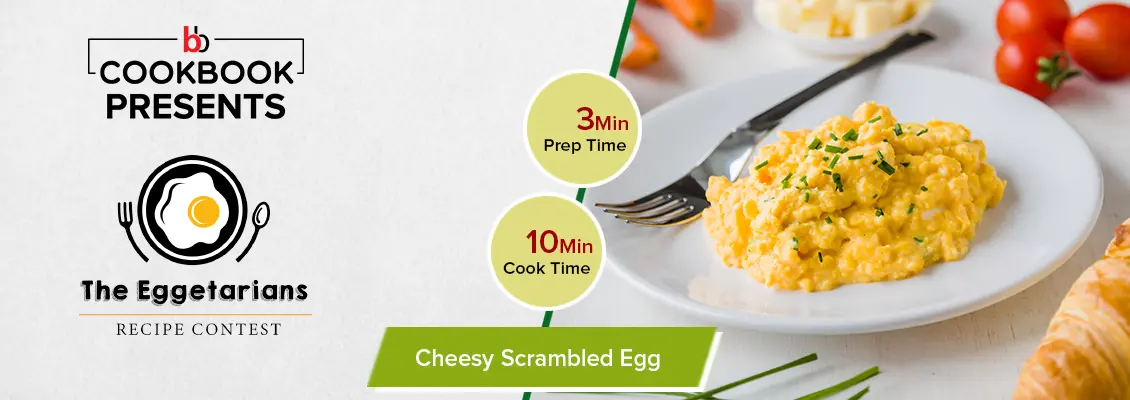 bb
COOKBOOK
PRESENTS
The Eggetarians
RECIPE CONTEST
3Min
Prep Time
10Min
Cook Time
Cheesy Scrambled Egg